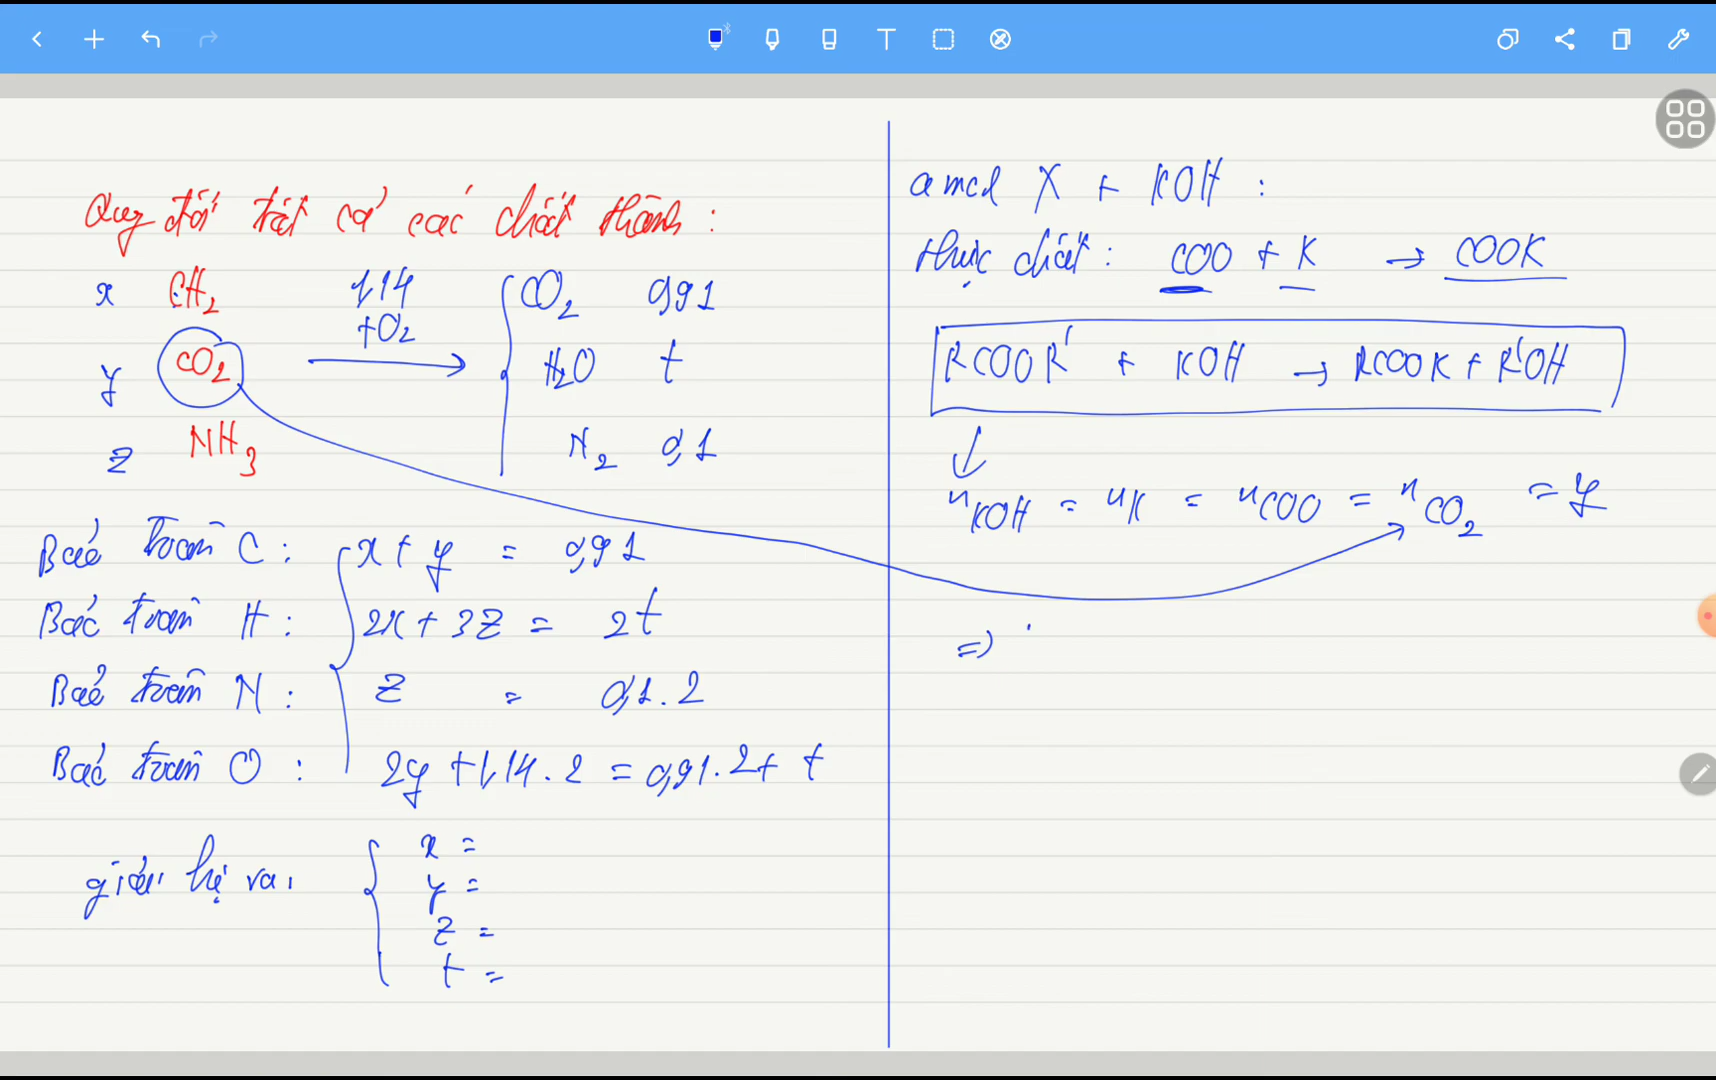 Quy đổi tất cả các chất thành :
x CH2 1,14 +O2 → CO2 0,91
y CO2 H2O t
z NH3 N2 0,1
Bảo toàn C : x + y = 0,91
Bảo toàn H : 2x + 3z = 2t
Bảo toàn N : z = 0,1.2
Bảo toàn O : 2y + 1,14.2 = 0,91.2 + t
giải hệ vai
x =
y =
z =
t =
a mol X + KOH :
thực chất : COO + K → COOK
RCOOR' + KOH → RCOOK + R'OH
↓
nKOH = nK = nCOO = nCO2 = y
=>
T